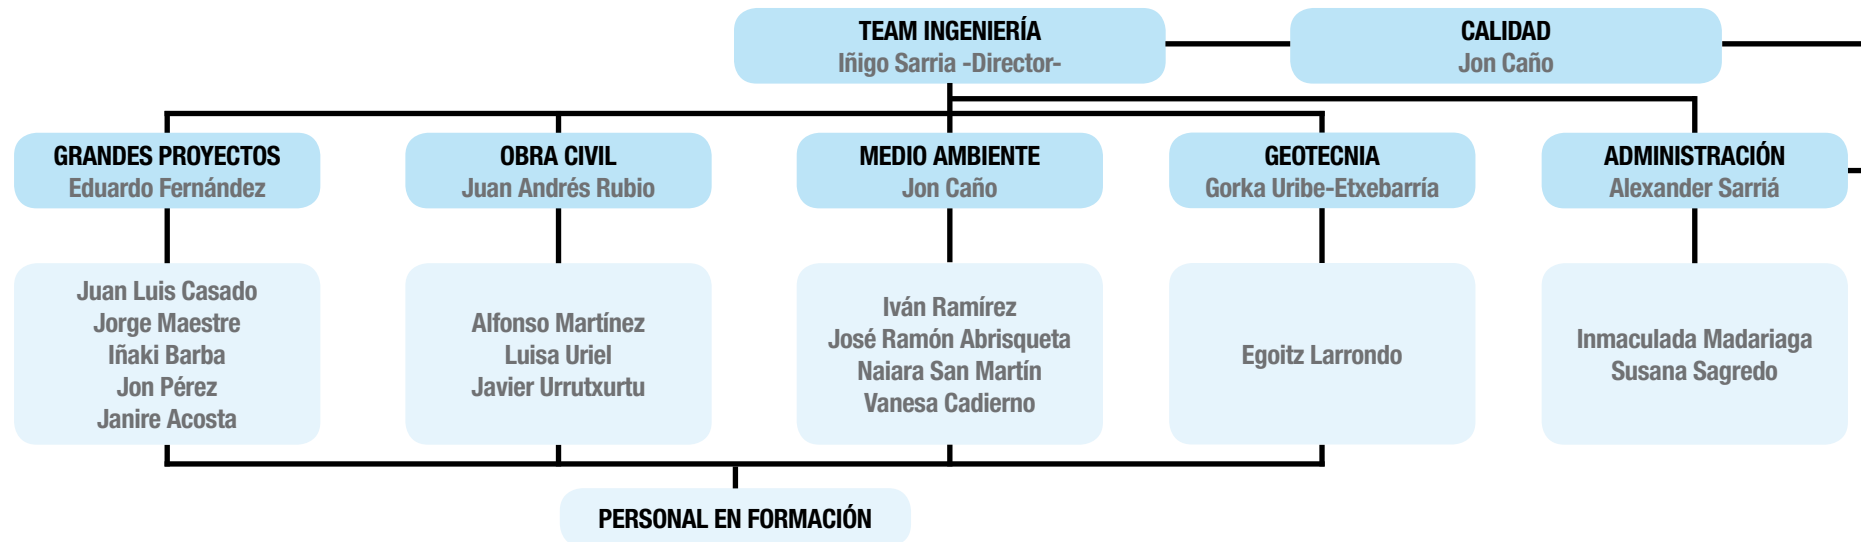 TEAM INGENIERÍA
Iñigo Sarria -Director-
CALIDAD
Jon Caño
GRANDES PROYECTOS
Eduardo Fernández
OBRA CIVIL
Juan Andrés Rubio
MEDIO AMBIENTE
Jon Caño
GEOTECNIA
Gorka Uribe-Etxebarría
ADMINISTRACIÓN
Alexander Sarriá
Juan Luis Casado
Jorge Maestre
Iñaki Barba
Jon Pérez
Janire Acosta
Alfonso Martínez
Luisa Uriel
Javier Urrutxurtu
Iván Ramírez
José Ramón Abrisqueta
Naiara San Martín
Vanesa Cadierno
Egoitz Larrondo
Inmaculada Madariaga
Susana Sagredo
PERSONAL EN FORMACIÓN